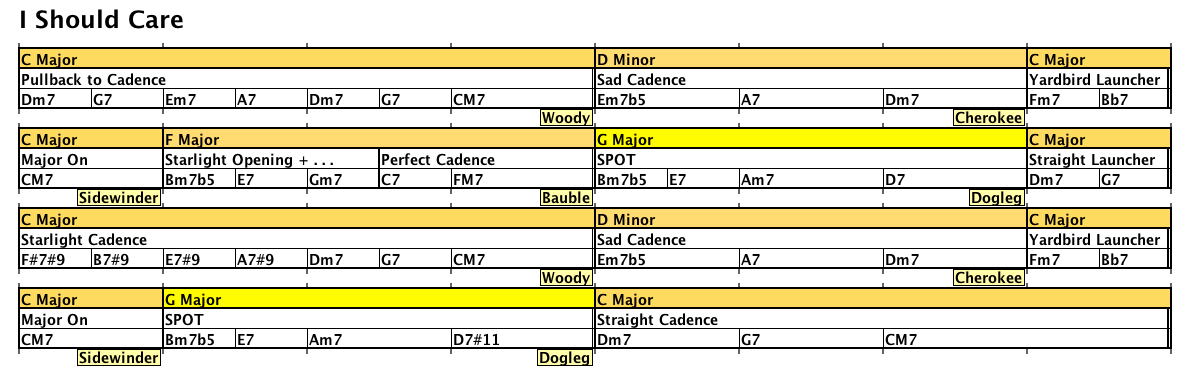 I Should Care
C Major D Minor C Major
Pullback to Cadence Sad Cadence Yardbird Launcher
Dm7 G7 Em7 A7 Dm7 G7 CM7 Em7b5 A7 Dm7 Fm7 Bb7
Woody Cherokee
C Major F Major G Major C Major
Major On Starlight Opening + . . . Perfect Cadence SPOT Straight Launcher
CM7 Bm7b5 E7 Gm7 C7 FM7 Bm7b5 E7 Am7 D7 Dm7 G7
Sidewinder Bauble Dogleg
C Major D Minor C Major
Starlight Cadence Sad Cadence Yardbird Launcher
F#7#9 B7#9 E7#9 A7#9 Dm7 G7 CM7 Em7b5 A7 Dm7 Fm7 Bb7
Woody Cherokee
C Major G Major C Major
Major On SPOT Straight Cadence
CM7 Bm7b5 E7 Am7 D7#11 Dm7 G7 CM7
Sidewinder Dogleg